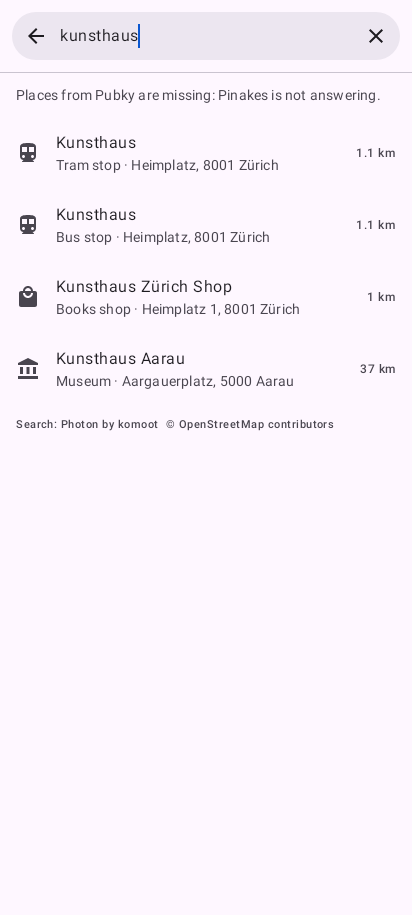 kunsthaus
Places from Pubky are missing: Pinakes is not answering.
Kunsthaus
Tram stop · Heimplatz, 8001 Zürich
1.1 km
Kunsthaus
Bus stop · Heimplatz, 8001 Zürich
1.1 km
Kunsthaus Zürich Shop
Books shop · Heimplatz 1, 8001 Zürich
1 km
Kunsthaus Aarau
Museum · Aargauerplatz, 5000 Aarau
37 km
Search: Photon by komoot © OpenStreetMap contributors